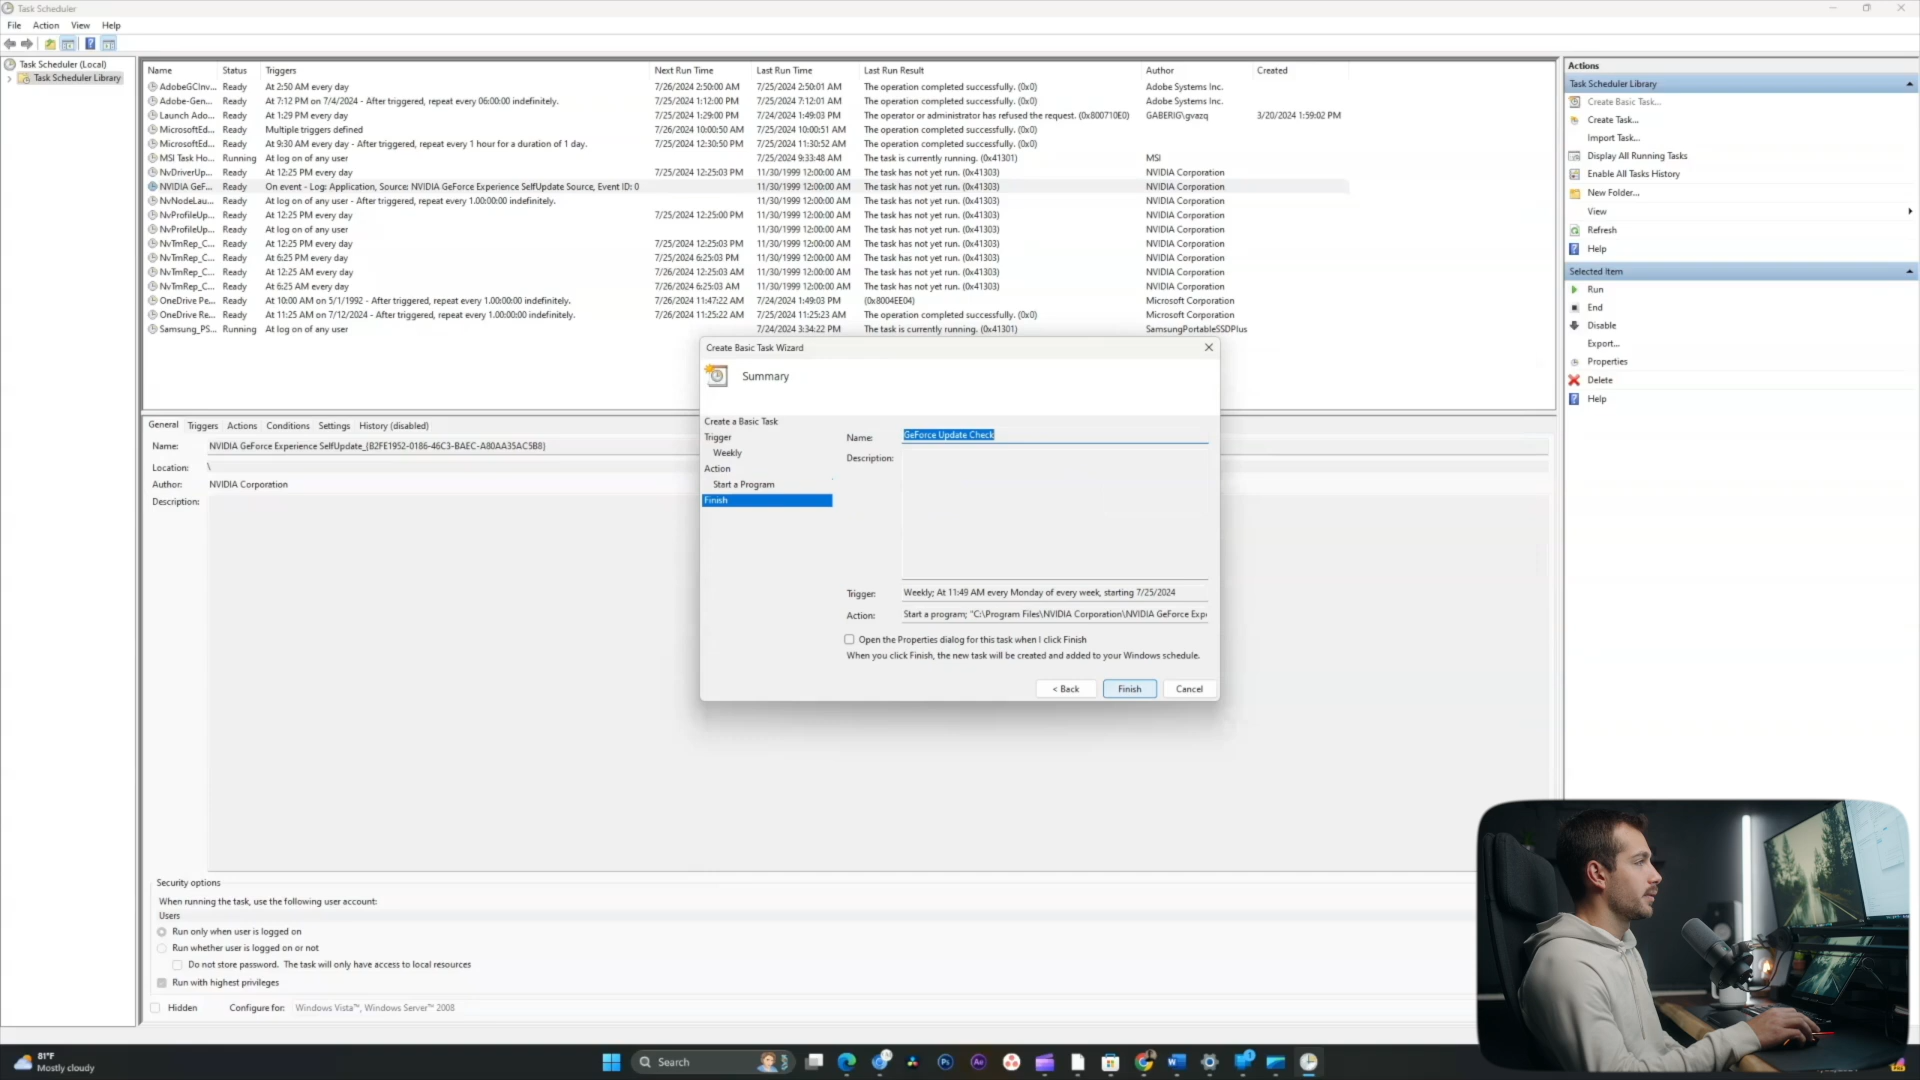 Task Scheduler
File Action View Help
Task Scheduler (Local)
Task Scheduler Library
Name Status Triggers Next Run Time Last Run Time Last Run Result Author Created
AdobeGCInv... Ready At 2:50 AM every day 7/26/2024 2:50:00 AM 7/25/2024 2:50:01 AM The operation completed successfully. (0x0) Adobe Systems Inc.
Adobe-Gen... Ready At 7:12 PM on 7/4/2024 - After triggered, repeat every 06:00:00 indefinitely. 7/25/2024 1:12:00 PM 7/25/2024 7:12:01 AM The operation completed successfully. (0x0) Adobe Systems Inc.
Launch Ado... Ready At 1:29 PM every day 7/25/2024 1:29:00 PM 7/24/2024 1:49:03 PM The operator or administrator has refused the request. (0x800710E0) GABERIG\gvazq 3/20/2024 1:59:02 PM
MicrosoftEd... Ready Multiple triggers defined 7/26/2024 10:00:50 AM 7/25/2024 10:00:51 AM The operation completed successfully. (0x0)
MicrosoftEd... Ready At 9:30 AM every day - After triggered, repeat every 1 hour for a duration of 1 day. 7/25/2024 12:30:50 PM 7/25/2024 11:30:52 AM The operation completed successfully. (0x0)
MSI Task Ho... Running At log on of any user 7/25/2024 9:33:48 AM The task is currently running. (0x41301) MSI
NvDriverUp... Ready At 12:25 PM every day 7/25/2024 12:25:03 PM 11/30/1999 12:00:00 AM The task has not yet run. (0x41303) NVIDIA Corporation
NVIDIA GeF... Ready On event - Log: Application, Source: NVIDIA GeForce Experience SelfUpdate Source, Event ID: 0 11/30/1999 12:00:00 AM The task has not yet run. (0x41303) NVIDIA Corporation
NvNodeLau... Ready At log on of any user - After triggered, repeat every 1.00:00:00 indefinitely. 11/30/1999 12:00:00 AM The task has not yet run. (0x41303) NVIDIA Corporation
NvProfileUp... Ready At 12:25 PM every day 7/25/2024 12:25:00 PM 11/30/1999 12:00:00 AM The task has not yet run. (0x41303) NVIDIA Corporation
NvProfileUp... Ready At log on of any user 11/30/1999 12:00:00 AM The task has not yet run. (0x41303) NVIDIA Corporation
NvTmRep_C... Ready At 12:25 PM every day 7/25/2024 12:25:03 PM 11/30/1999 12:00:00 AM The task has not yet run. (0x41303) NVIDIA Corporation
NvTmRep_C... Ready At 6:25 PM every day 7/25/2024 6:25:03 PM 11/30/1999 12:00:00 AM The task has not yet run. (0x41303) NVIDIA Corporation
NvTmRep_C... Ready At 12:25 AM every day 7/26/2024 12:25:03 AM 11/30/1999 12:00:00 AM The task has not yet run. (0x41303) NVIDIA Corporation
NvTmRep_C... Ready At 6:25 AM every day 7/26/2024 6:25:03 AM 11/30/1999 12:00:00 AM The task has not yet run. (0x41303) NVIDIA Corporation
OneDrive Pe... Ready At 10:00 AM on 5/1/1992 - After triggered, repeat every 1.00:00:00 indefinitely. 7/26/2024 11:47:22 AM 7/24/2024 1:49:03 PM (0x8004EE04) Microsoft Corporation
OneDrive Re... Ready At 11:25 AM on 7/12/2024 - After triggered, repeat every 1.00:00:00 indefinitely. 7/26/2024 11:25:22 AM 7/25/2024 11:25:23 AM The operation completed successfully. (0x0) Microsoft Corporation
Samsung_PS... Running At log on of any user 7/24/2024 3:34:22 PM The task is currently running. (0x41301) SamsungPortableSSDPlus
Create Basic Task Wizard
Summary
Create a Basic Task
Trigger
Weekly
Action
Start a Program
Finish
Name: GeForce Update Check
Description:
Trigger: Weekly; At 11:49 AM every Monday of every week, starting 7/25/2024
Action: Start a program; "C:\Program Files\NVIDIA Corporation\NVIDIA GeForce Exp
Open the Properties dialog for this task when I click Finish
When you click Finish, the new task will be created and added to your Windows schedule.
< Back Finish Cancel
General Triggers Actions Conditions Settings History (disabled)
Name: NVIDIA GeForce Experience SelfUpdate_{B2FE1952-0186-46C3-BAEC-A80AA35AC5B8}
Location: \
Author: NVIDIA Corporation
Description:
Security options
When running the task, use the following user account:
Users
Run only when user is logged on
Run whether user is logged on or not
Do not store password. The task will only have access to local resources
Run with highest privileges
Hidden Configure for: Windows Vista™, Windows Server™ 2008
Actions
Task Scheduler Library
Create Basic Task...
Create Task...
Import Task...
Display All Running Tasks
Enable All Tasks History
New Folder...
View
Refresh
Help
Selected Item
Run
End
Disable
Export...
Properties
Delete
Help
81°F
Mostly cloudy
Search
Ps
Ae